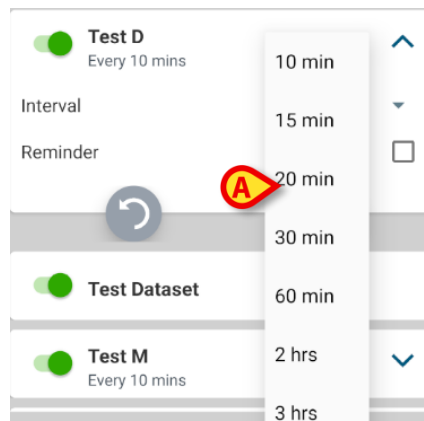 Test D
Every 10 mins
Interval
Reminder
10 min
15 min
A
20 min
30 min
60 min
2 hrs
3 hrs
Test Dataset
Test M
Every 10 mins